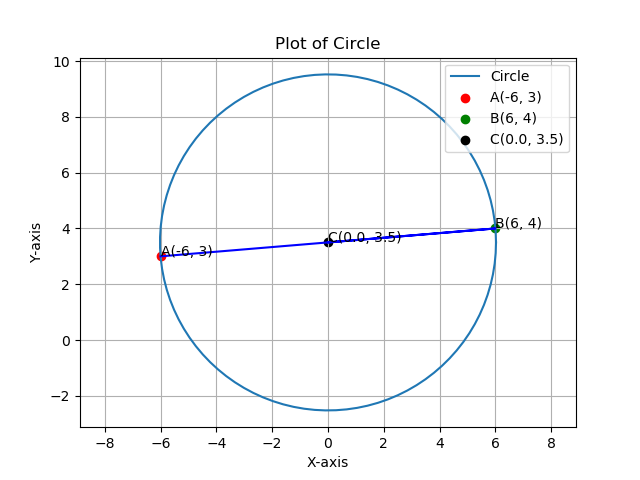 Plot of Circle
Circle
A(-6, 3)
B(6, 4)
C(0.0, 3.5)
10
8
6
4
2
0
−2
Y-axis
A(-6, 3)
C(0.0, 3.5)
B(6, 4)
−8 −6 −4 −2 0 2 4 6 8
X-axis